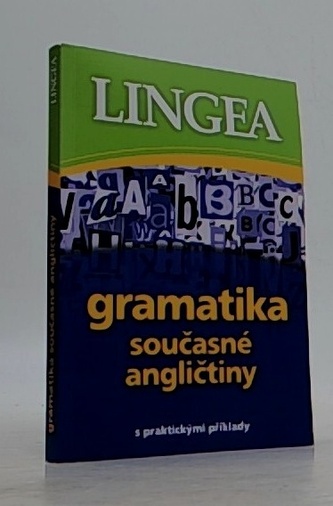 LINGEA
gramatika
současné
angličtiny
s praktickými příklady
LINGEA
gramatika současné angličtiny